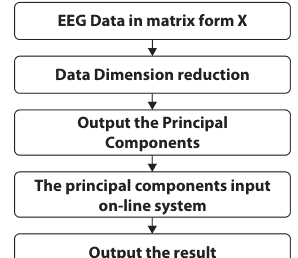 EEG Data in matrix form X
Data Dimension reduction
Output the Principal
Components
The principal components input
on-line system
Output the result